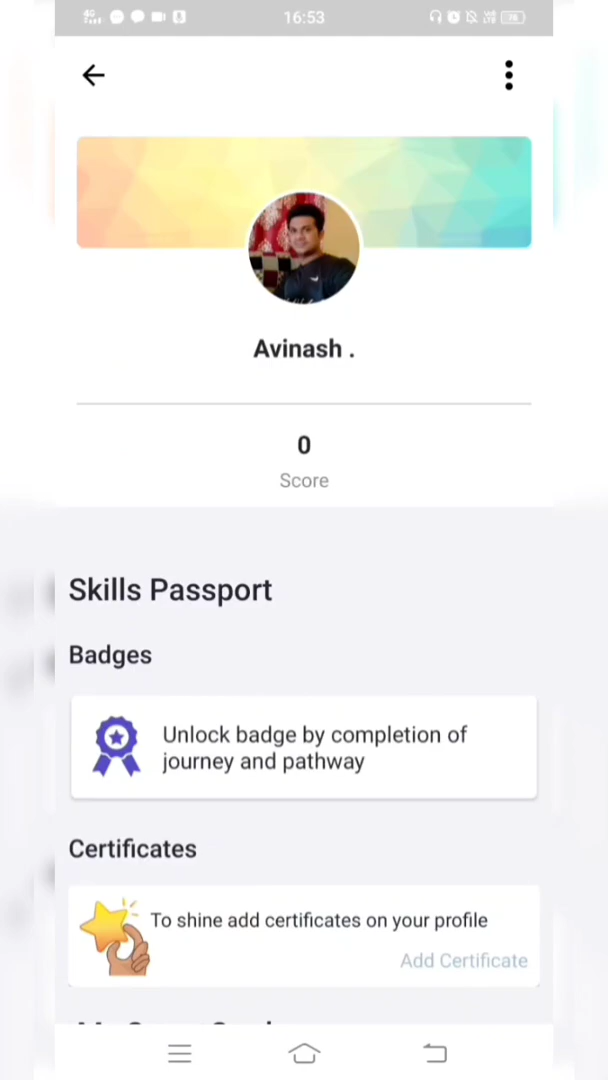 16:53
Avinash .
0
Score
Skills Passport
Badges
Unlock badge by completion of
journey and pathway
Certificates
To shine add certificates on your profile
Add Certificate